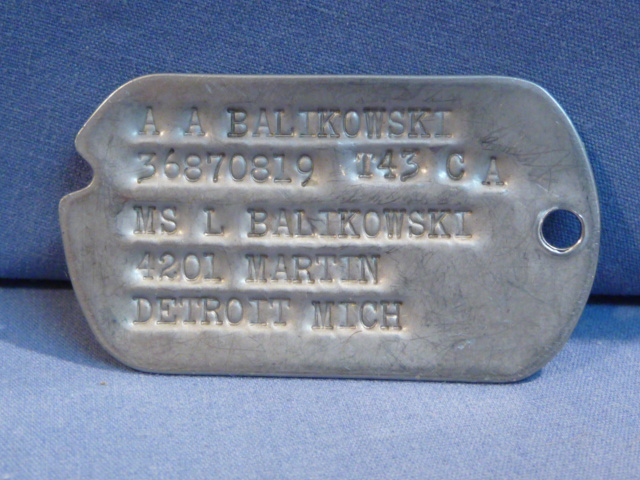 A A BALIKOWSKI
36870819 T43 C A
MS L BALIKOWSKI
4201 MARTIN
DETROIT MICH